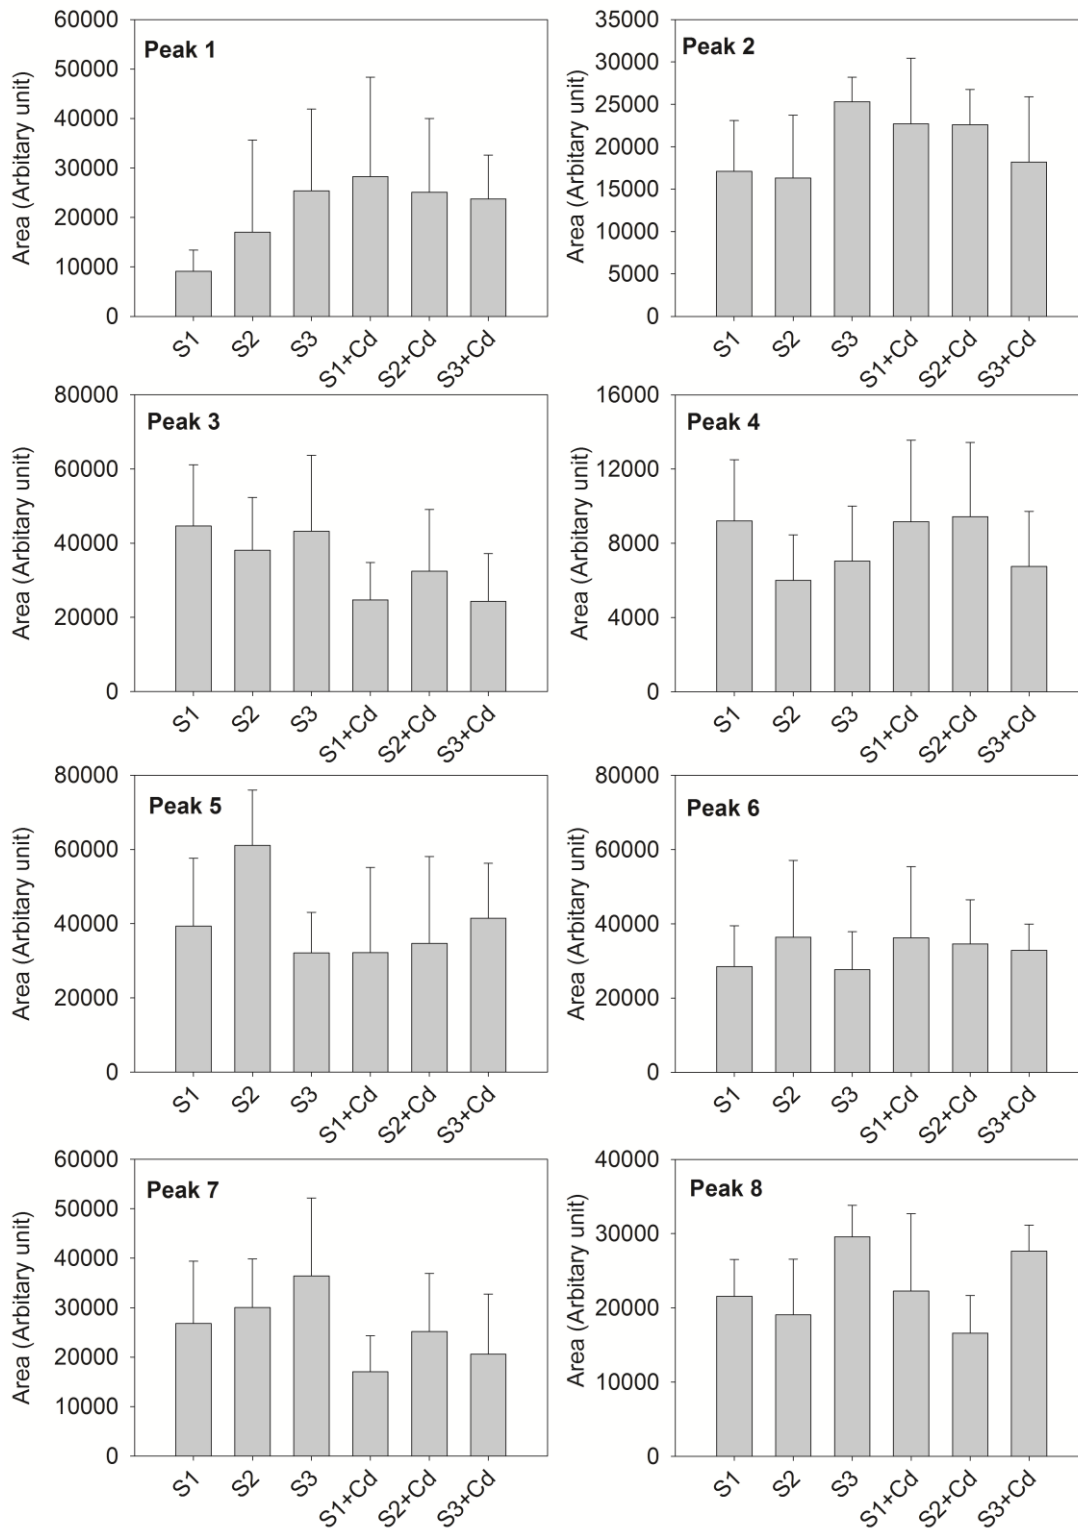 Peak 1
Area (Arbitary unit)
60000
50000
40000
30000
20000
10000
0
S1
S2
S3
S1+Cd
S2+Cd
S3+Cd
Peak 2
Area (Arbitary unit)
35000
30000
25000
20000
15000
10000
5000
0
S1
S2
S3
S1+Cd
S2+Cd
S3+Cd
Peak 3
Area (Arbitary unit)
80000
60000
40000
20000
0
S1
S2
S3
S1+Cd
S2+Cd
S3+Cd
Peak 4
Area (Arbitary unit)
16000
12000
8000
4000
0
S1
S2
S3
S1+Cd
S2+Cd
S3+Cd
Peak 5
Area (Arbitary unit)
80000
60000
40000
20000
0
S1
S2
S3
S1+Cd
S2+Cd
S3+Cd
Peak 6
Area (Arbitary unit)
80000
60000
40000
20000
0
S1
S2
S3
S1+Cd
S2+Cd
S3+Cd
Peak 7
Area (Arbitary unit)
60000
50000
40000
30000
20000
10000
0
S1
S2
S3
S1+Cd
S2+Cd
S3+Cd
Peak 8
Area (Arbitary unit)
40000
30000
20000
10000
0
S1
S2
S3
S1+Cd
S2+Cd
S3+Cd